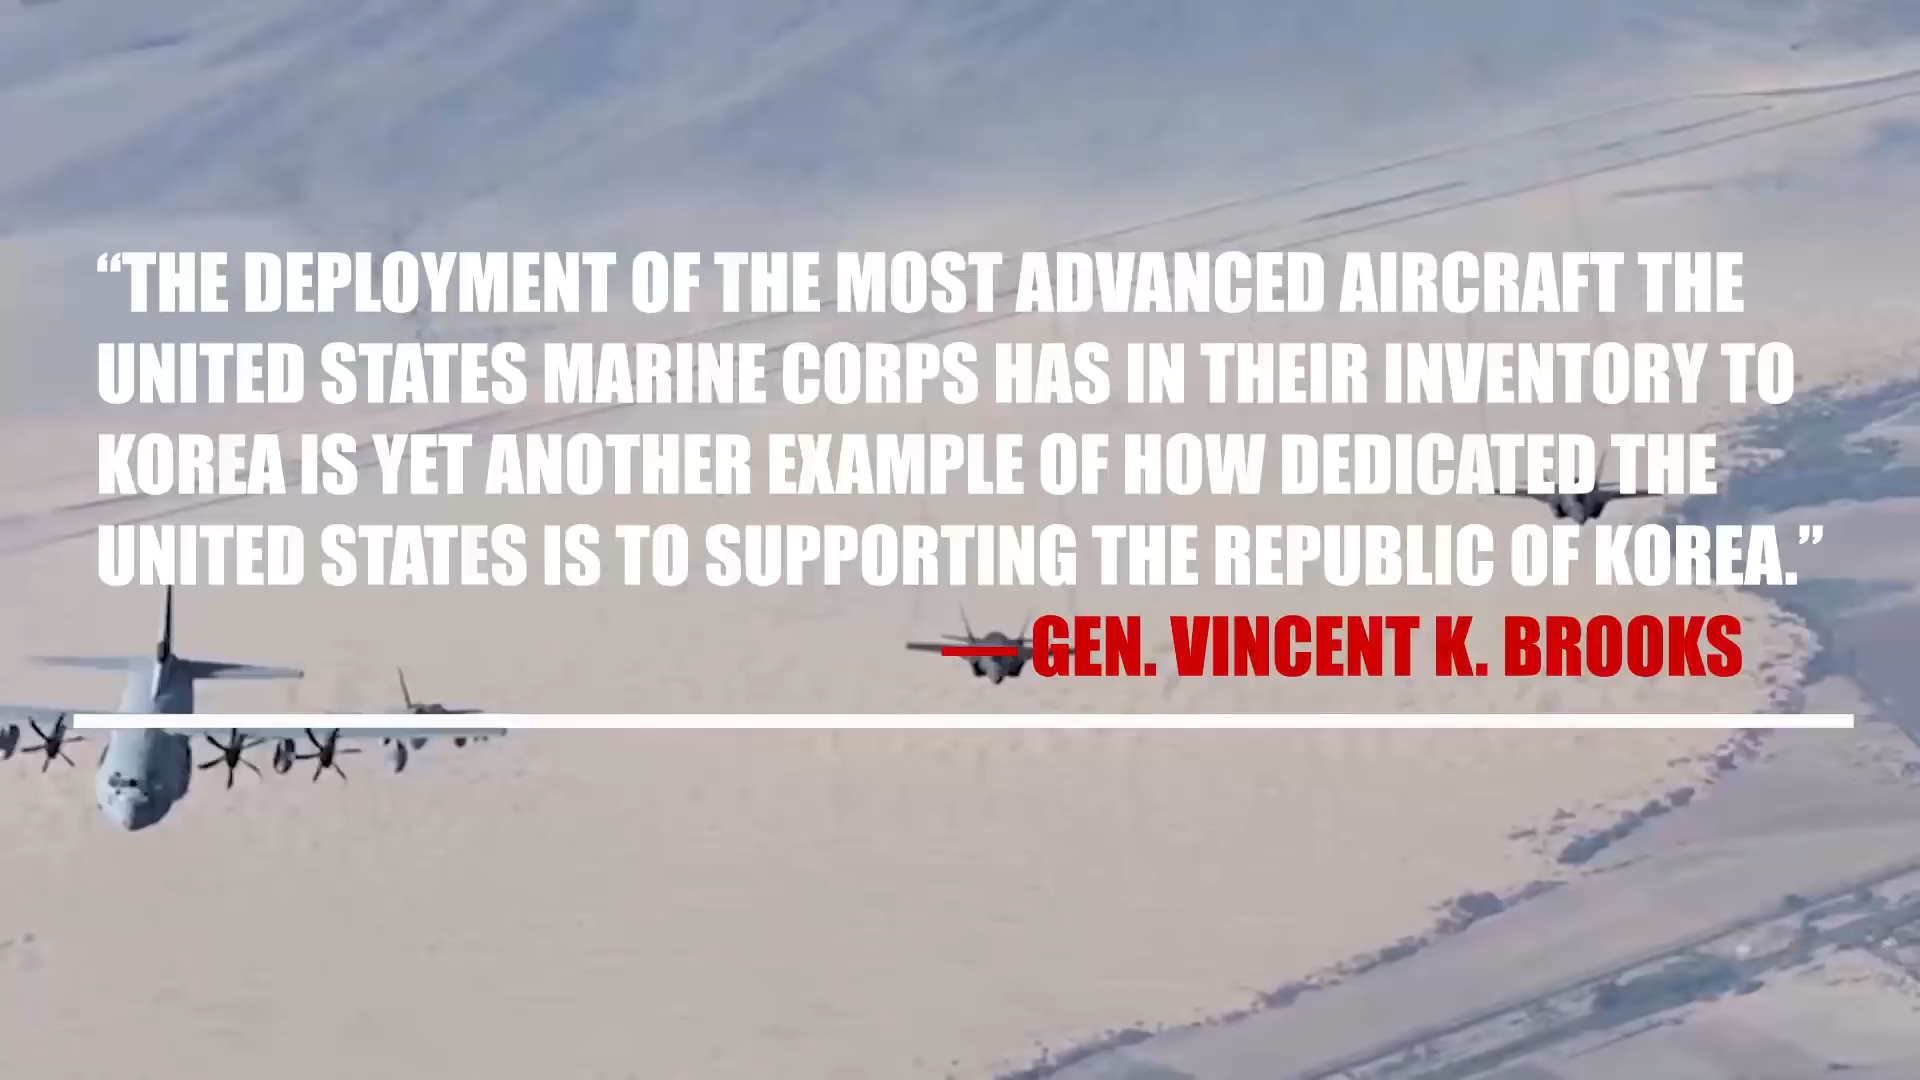 “THE DEPLOYMENT OF THE MOST ADVANCED AIRCRAFT THE
UNITED STATES MARINE CORPS HAS IN THEIR INVENTORY TO
KOREA IS YET ANOTHER EXAMPLE OF HOW DEDICATED THE
UNITED STATES IS TO SUPPORTING THE REPUBLIC OF KOREA.”
— GEN. VINCENT K. BROOKS